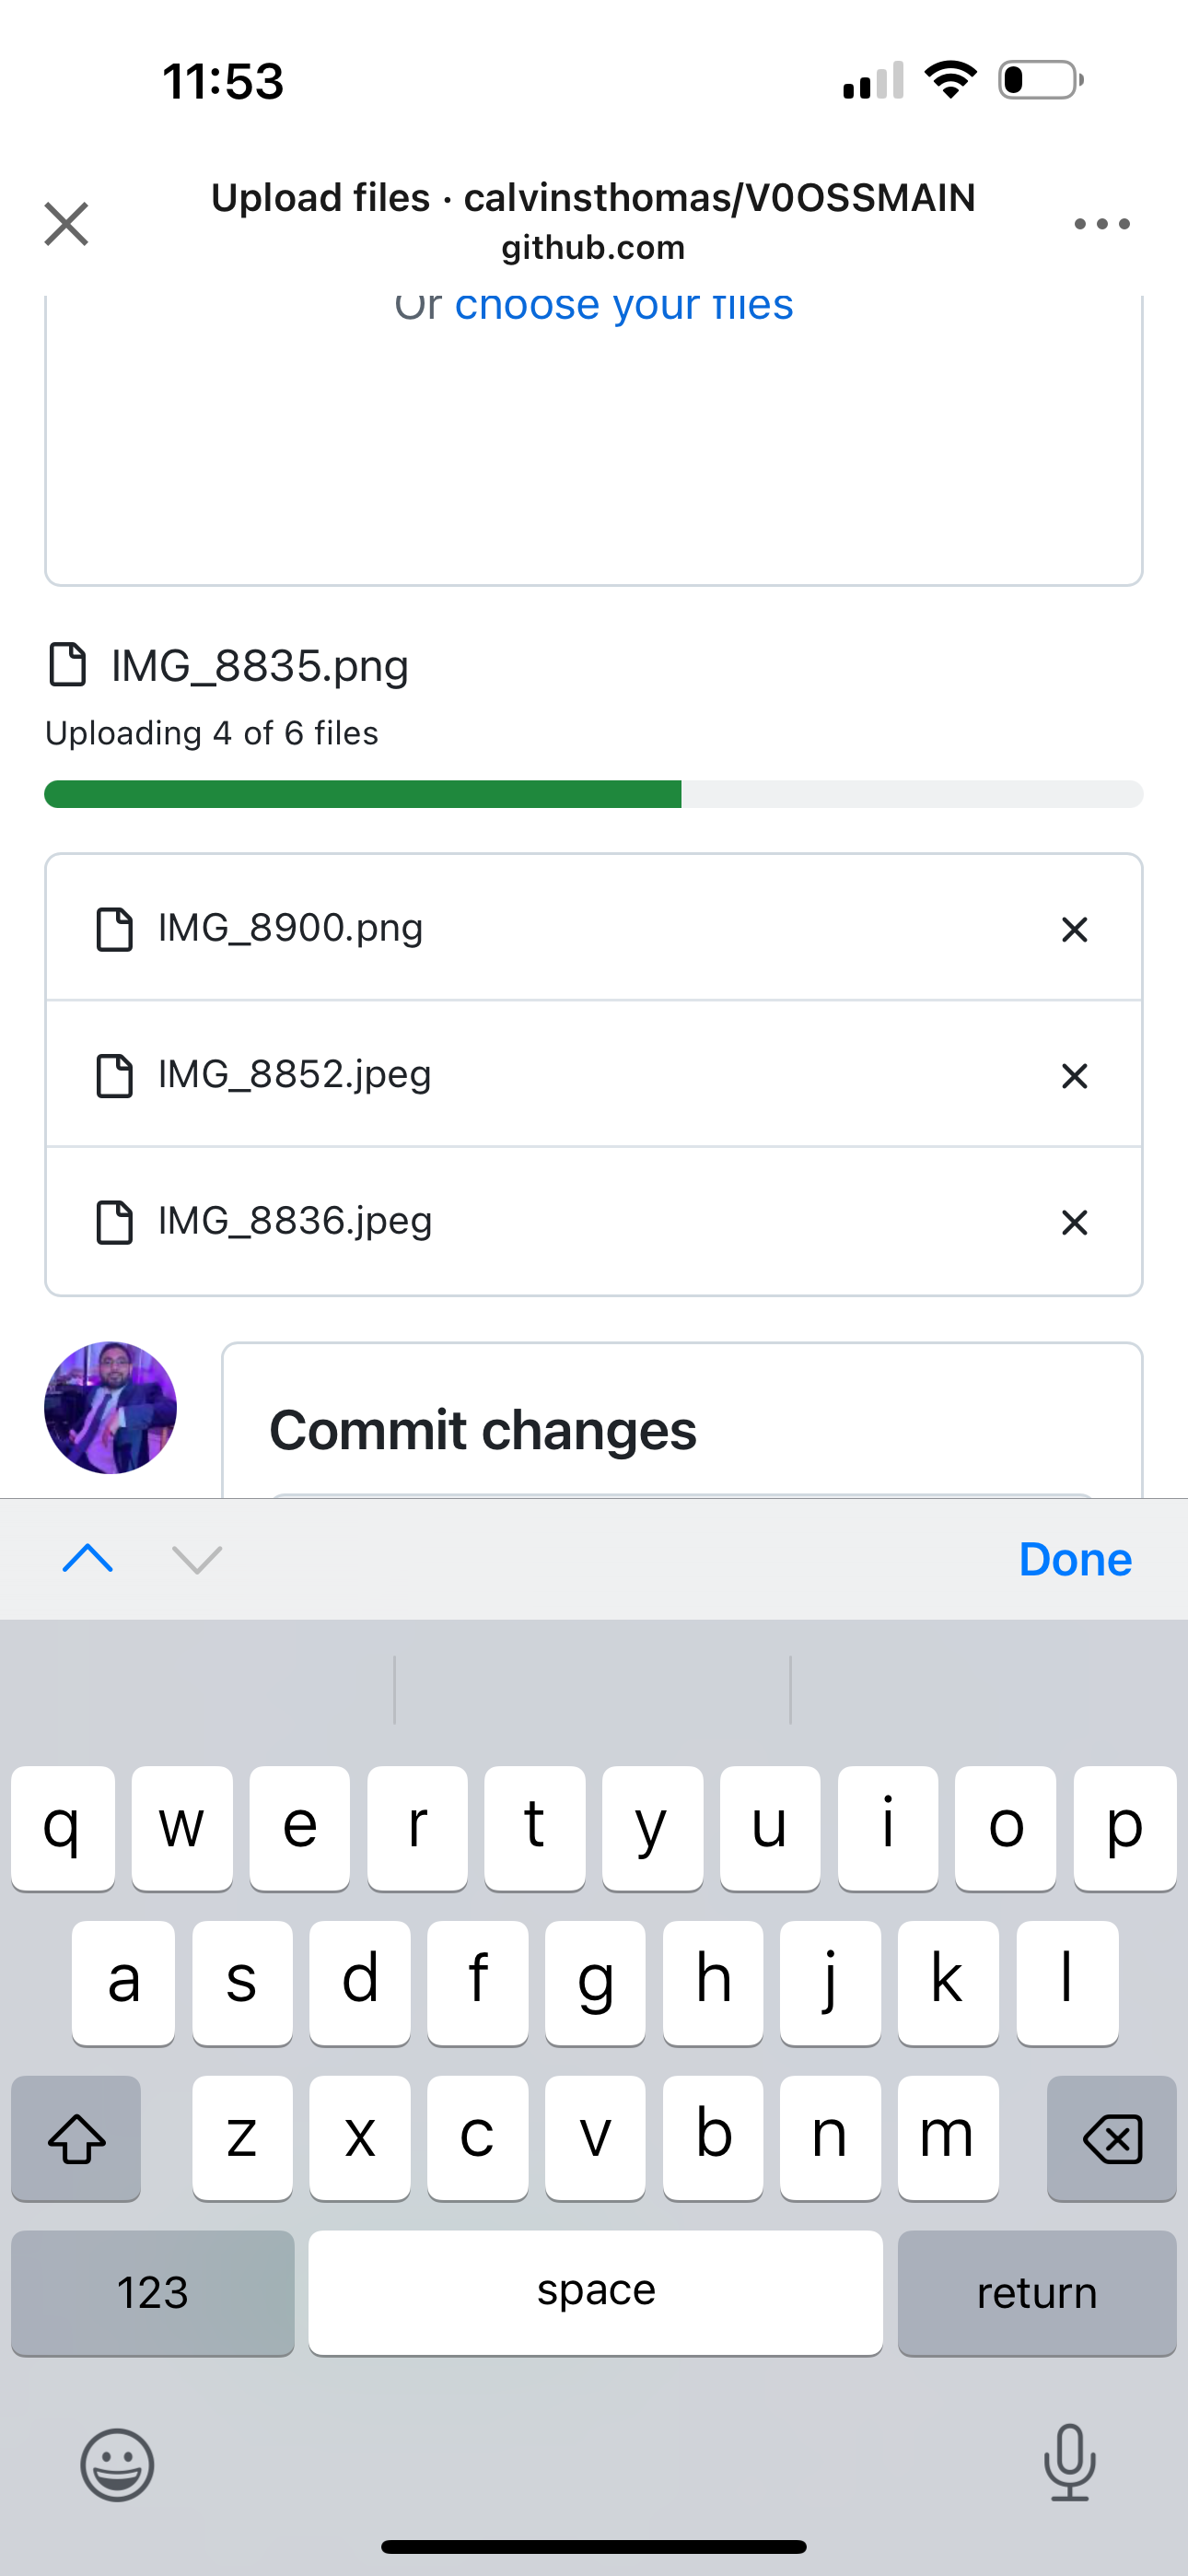 11:53
Upload files · calvinsthomas/V0OSSMAIN
github.com
Or choose your files
IMG_8835.png
Uploading 4 of 6 files
IMG_8900.png
IMG_8852.jpeg
IMG_8836.jpeg
Commit changes
Done
q w e r t y u i o p
a s d f g h j k l
z x c v b n m
123 space return